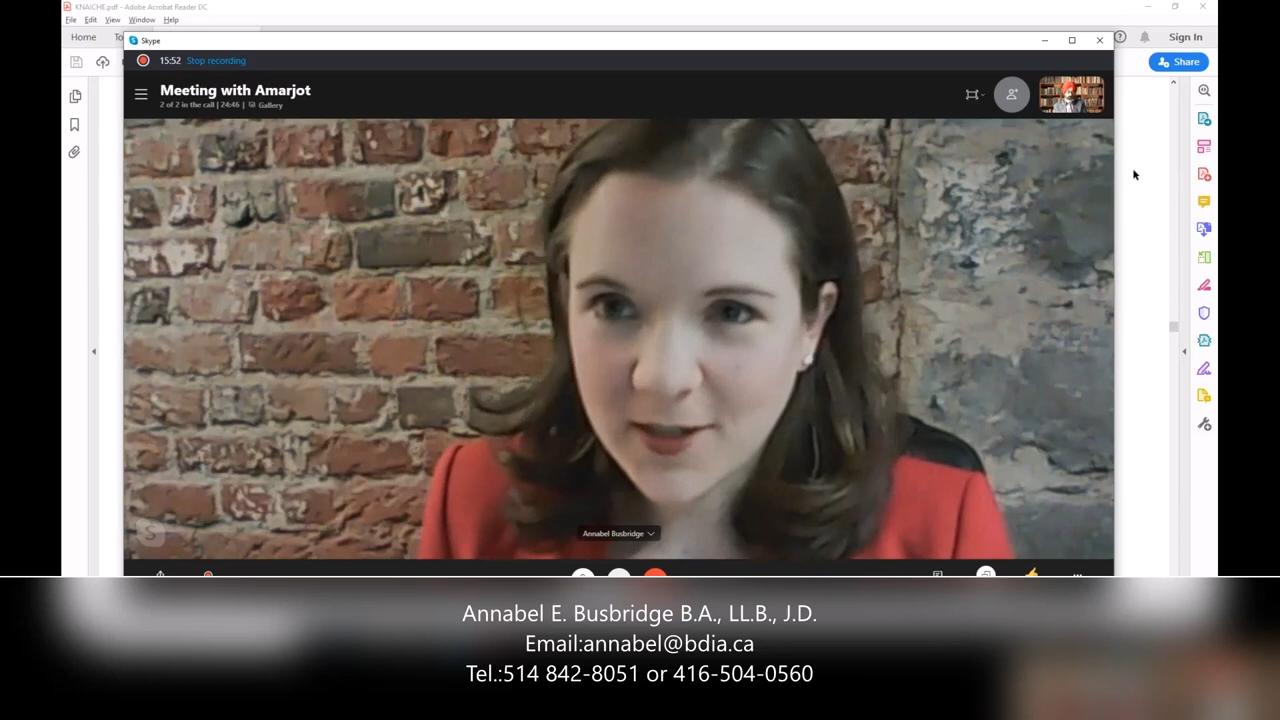 KNAICHE.pdf - Adobe Acrobat Reader DC
File Edit View Window Help
Home To
Sign In
Skype
15:52 Stop recording
Share
Meeting with Amarjot
2 of 2 in the call | 24:46 | Gallery
Annabel Busbridge
Annabel E. Busbridge B.A., LL.B., J.D.
Email:annabel@bdia.ca
Tel.:514 842-8051 or 416-504-0560